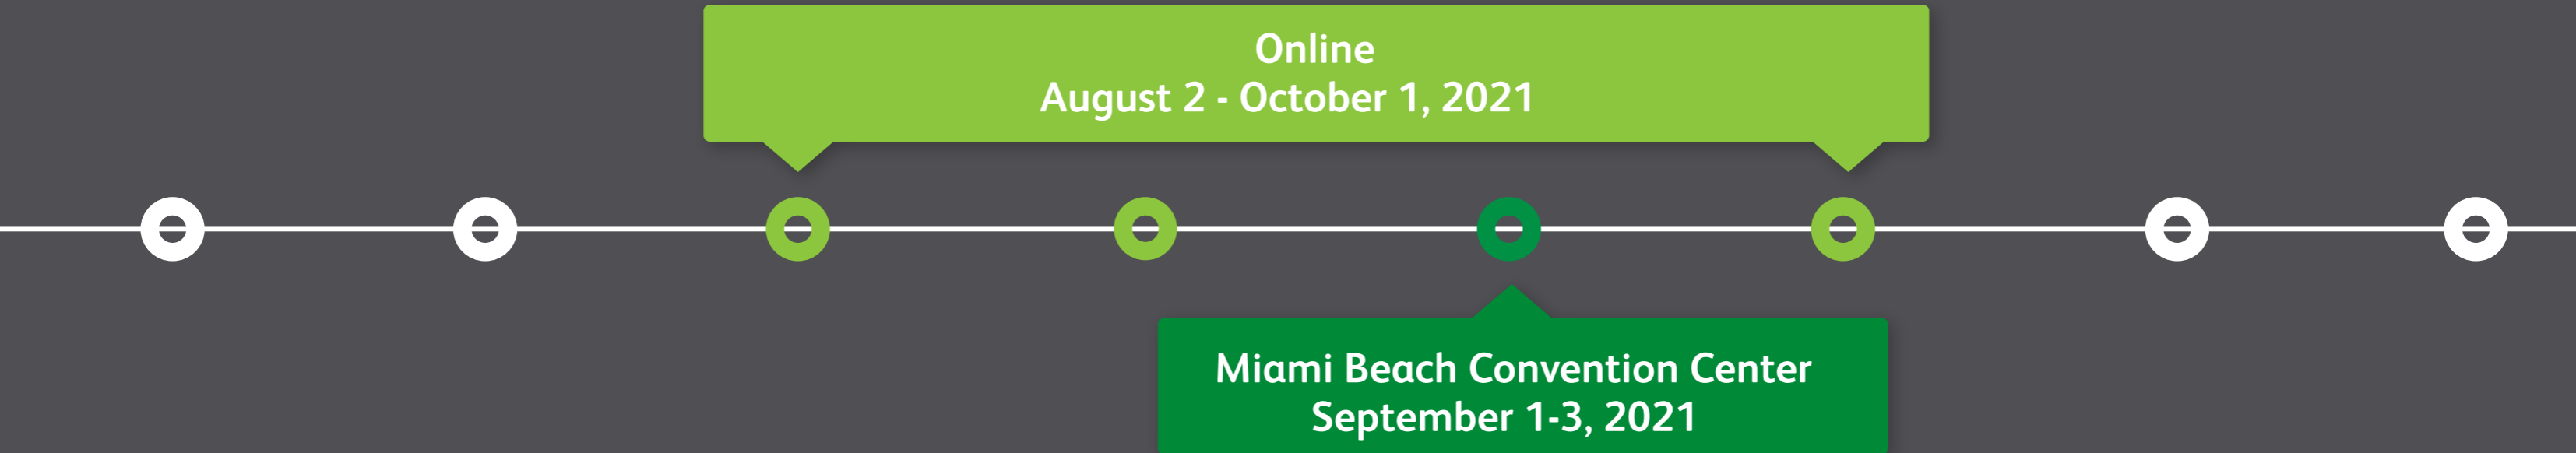 Online
August 2 - October 1, 2021
Miami Beach Convention Center
September 1-3, 2021